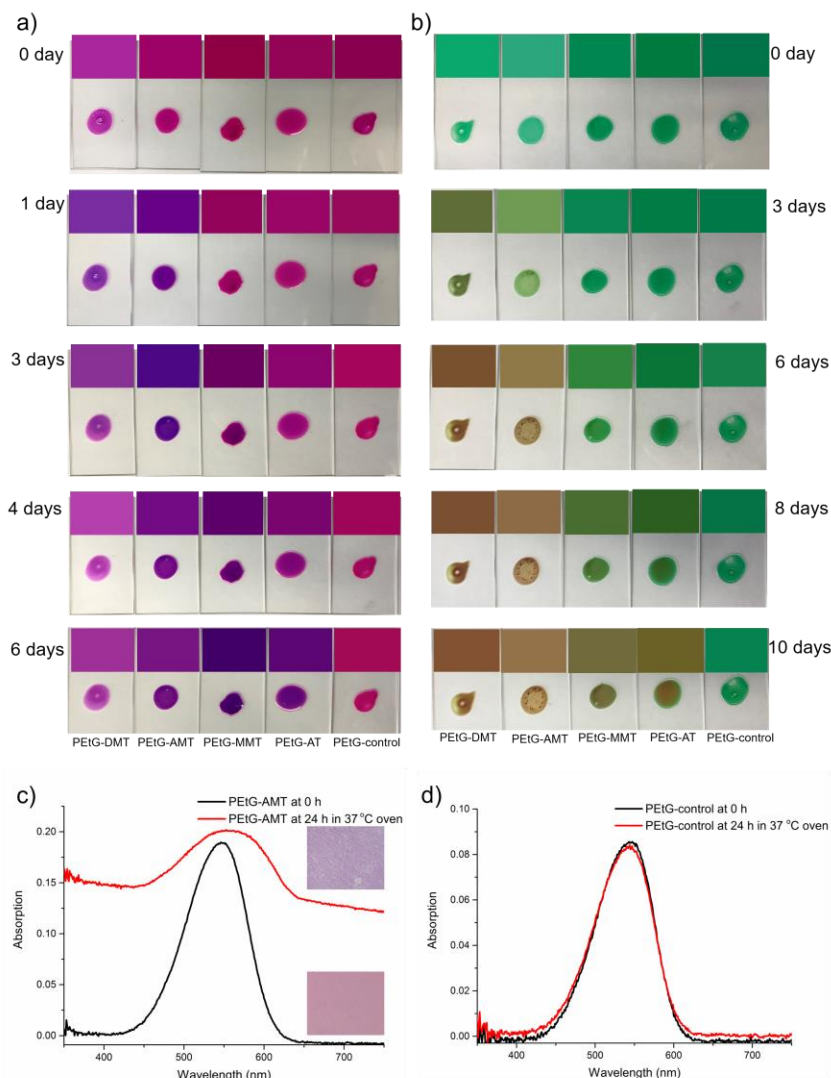 a)
b)
0 day
0 day
1 day
3 days
3 days
6 days
4 days
8 days
6 days
10 days
PEtG-DMT PEtG-AMT PEtG-MMT PEtG-AT PEtG-control
PEtG-DMT PEtG-AMT PEtG-MMT PEtG-AT PEtG-control
c)
PEtG-AMT at 0 h
PEtG-AMT at 24 h in 37 °C oven
0.20
0.15
0.10
0.05
0.00
Absorption
400 500 600 700
Wavelength (nm)
d)
PEtG-control at 0 h
PEtG-control at 24 h in 37 °C oven
0.10
0.08
0.06
0.04
0.02
0.00
Absorption
400 500 600 700
Wavelength (nm)